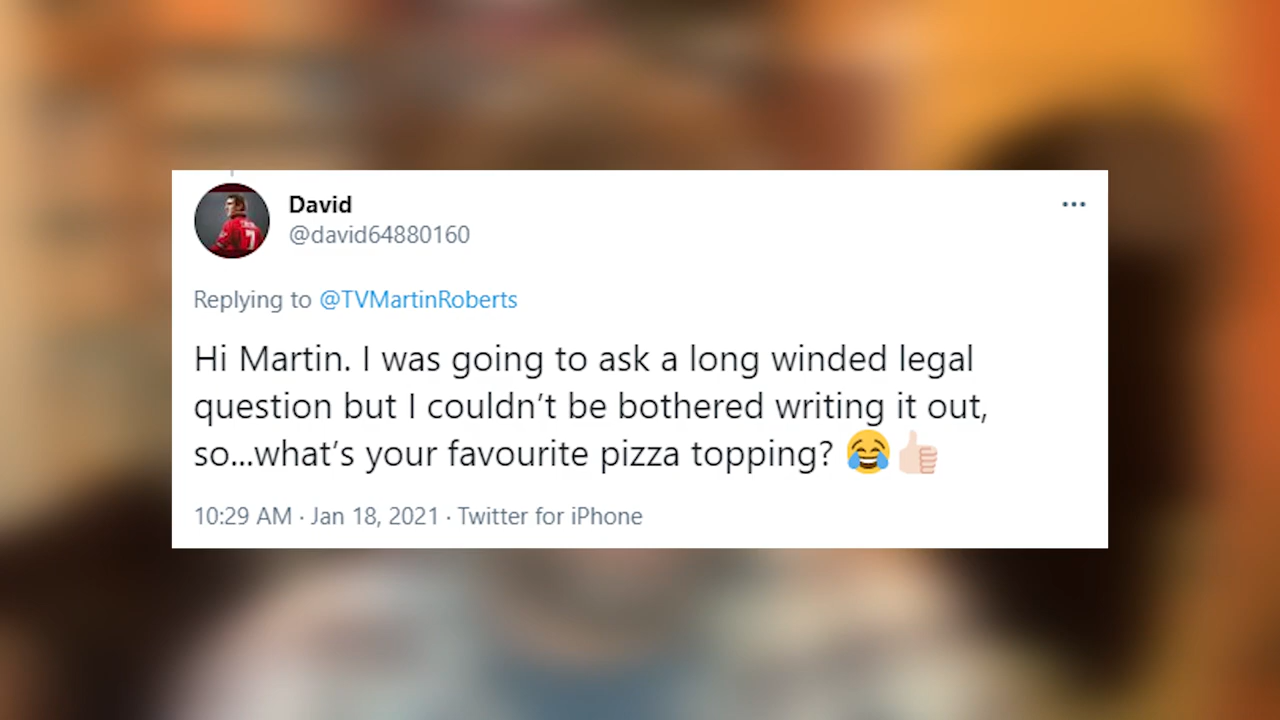 David
@david64880160
Replying to @TVMartinRoberts
Hi Martin. I was going to ask a long winded legal
question but I couldn’t be bothered writing it out,
so...what’s your favourite pizza topping? 😂👍🏻
10:29 AM · Jan 18, 2021 · Twitter for iPhone